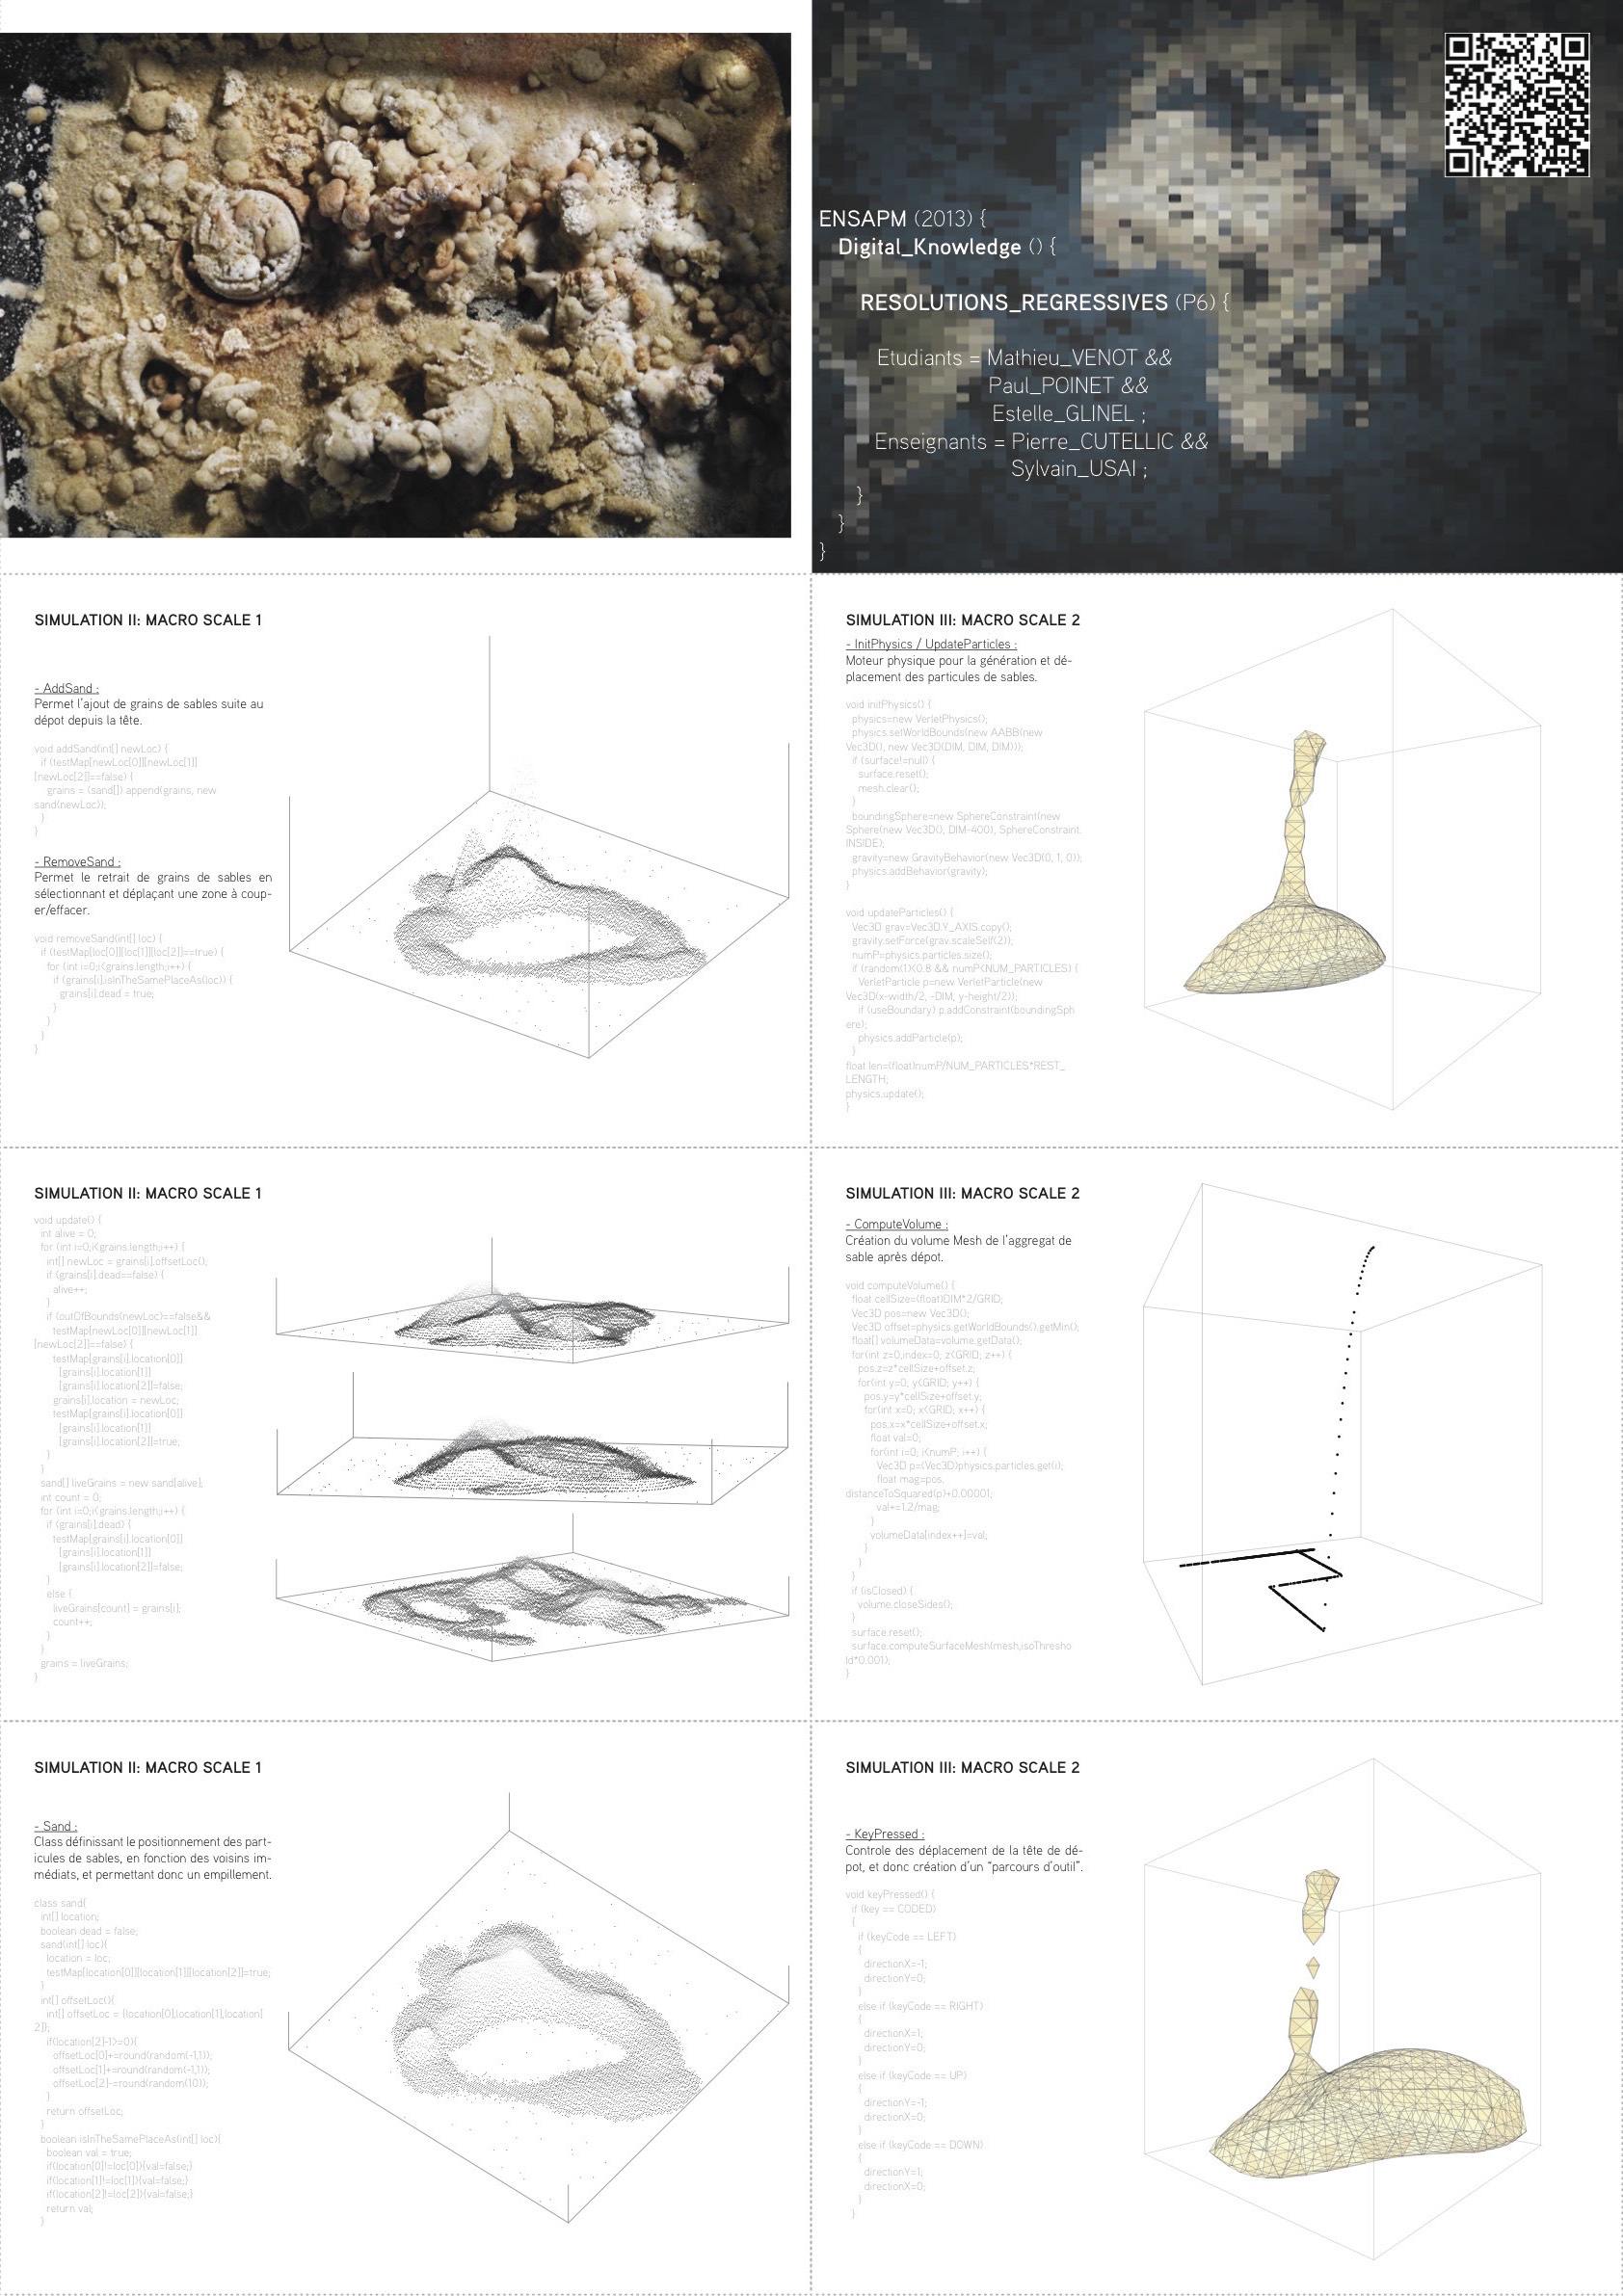 ENSAPM (2013) {
Digital_Knowledge () {
RESOLUTIONS_REGRESSIVES (P6) {
Etudiants = Mathieu_VENOT &&
Paul_POINET &&
Estelle_GLINEL ;
Enseignants = Pierre_CUTELLIC &&
Sylvain_USAI ;
}
}
}
SIMULATION II: MACRO SCALE 1
- AddSand :
Permet l'ajout de grains de sables suite au
dépot depuis la tête.
void addSand(int[] newLoc) {
if (testMap[newLoc[0]][newLoc[1]]
[newLoc[2]]==false) {
grains = (sand[]) append(grains, new
sand(newLoc));
}
}
- RemoveSand :
Permet le retrait de grains de sables en
sélectionnant et déplaçant une zone à coup-
er/effacer.
void removeSand(int[] loc) {
if (testMap[loc[0]][loc[1]][loc[2]]==true) {
for (int i=0;i<grains.length;i++) {
if (grains[i].isInTheSamePlaceAs(loc)) {
grains[i].dead = true;
}
}
}
}
SIMULATION III: MACRO SCALE 2
- InitPhysics / UpdateParticles :
Moteur physique pour la génération et dé-
placement des particules de sables.
void initPhysics() {
physics=new VerletPhysics();
physics.setWorldBounds(new AABB(new
Vec3D(), new Vec3D(DIM, DIM, DIM)));
if (surface!=null) {
surface.reset();
mesh.clear();
}
boundingSphere=new SphereConstraint(new
Sphere(new Vec3D(), DIM-400), SphereConstraint.
INSIDE);
gravity=new GravityBehavior(new Vec3D(0, 1, 0));
physics.addBehavior(gravity);
}
void updateParticles() {
Vec3D grav=Vec3D.Y_AXIS.copy();
gravity.setForce(grav.scaleSelf(2));
numP=physics.particles.size();
if (random(1)<0.8 && numP<NUM_PARTICLES) {
VerletParticle p=new VerletParticle(new
Vec3D(x-width/2, -DIM, y-height/2));
if (useBoundary) p.addConstraint(boundingSph
ere);
physics.addParticle(p);
}
float len=(float)numP/NUM_PARTICLES*REST_
LENGTH;
physics.update();
}
SIMULATION II: MACRO SCALE 1
void update() {
int alive = 0;
for (int i=0;i<grains.length;i++) {
int[] newLoc = grains[i].offsetLoc();
if (grains[i].dead==false) {
alive++;
}
if (outOfBounds(newLoc)==false&&
testMap[newLoc[0]][newLoc[1]]
[newLoc[2]]==false) {
testMap[grains[i].location[0]]
[grains[i].location[1]]
[grains[i].location[2]]=false;
grains[i].location = newLoc;
testMap[grains[i].location[0]]
[grains[i].location[1]]
[grains[i].location[2]]=true;
}
}
sand[] liveGrains = new sand[alive];
int count = 0;
for (int i=0;i<grains.length;i++) {
if (grains[i].dead) {
testMap[grains[i].location[0]]
[grains[i].location[1]]
[grains[i].location[2]]=false;
}
else {
liveGrains[count] = grains[i];
count++;
}
}
grains = liveGrains;
}
SIMULATION III: MACRO SCALE 2
- ComputeVolume :
Création du volume Mesh de l'aggregat de
sable après dépot.
void computeVolume() {
float cellSize=(float)DIM*2/GRID;
Vec3D pos=new Vec3D();
Vec3D offset=physics.getWorldBounds().getMin();
float[] volumeData=volume.getData();
for(int z=0,index=0; z<GRID; z++) {
pos.z=z*cellSize+offset.z;
for(int y=0; y<GRID; y++) {
pos.y=y*cellSize+offset.y;
for(int x=0; x<GRID; x++) {
pos.x=x*cellSize+offset.x;
float val=0;
for(int i=0; i<numP; i++) {
Vec3D p=(Vec3D)physics.particles.get(i);
float mag=pos.
distanceToSquared(p)+0.00001;
val+=1.2/mag;
}
volumeData[index++]=val;
}
}
}
if (isClosed) {
volume.closeSides();
}
surface.reset();
surface.computeSurfaceMesh(mesh,isoThresho
ld*0.001);
}
SIMULATION II: MACRO SCALE 1
- Sand :
Class définissant le positionnement des part-
icules de sables, en fonction des voisins im-
médiats, et permettant donc un empillement.
class sand{
int[] location;
boolean dead = false;
sand(int[] loc){
location = loc;
testMap[location[0]][location[1]][location[2]]=true;
}
int[] offsetLoc(){
int[] offsetLoc = {location[0],location[1],location[
2]};
if(location[2]-1>=0){
offsetLoc[0]+=round(random(-1,1));
offsetLoc[1]+=round(random(-1,1));
offsetLoc[2]-=round(random(10));
}
return offsetLoc;
}
boolean isInTheSamePlaceAs(int[] loc){
boolean val = true;
if(location[0]!=loc[0]){val=false;}
if(location[1]!=loc[1]){val=false;}
if(location[2]!=loc[2]){val=false;}
return val;
}
SIMULATION III: MACRO SCALE 2
- KeyPressed :
Controle des déplacement de la tête de dé-
pot, et donc création d'un "parcours d'outil".
void keyPressed() {
if (key == CODED)
{
if (keyCode == LEFT)
{
directionX=-1;
directionY=0;
}
else if (keyCode == RIGHT)
{
directionX=1;
directionY=0;
}
else if (keyCode == UP)
{
directionY=-1;
directionX=0;
}
else if (keyCode == DOWN)
{
directionY=1;
directionX=0;
}
}